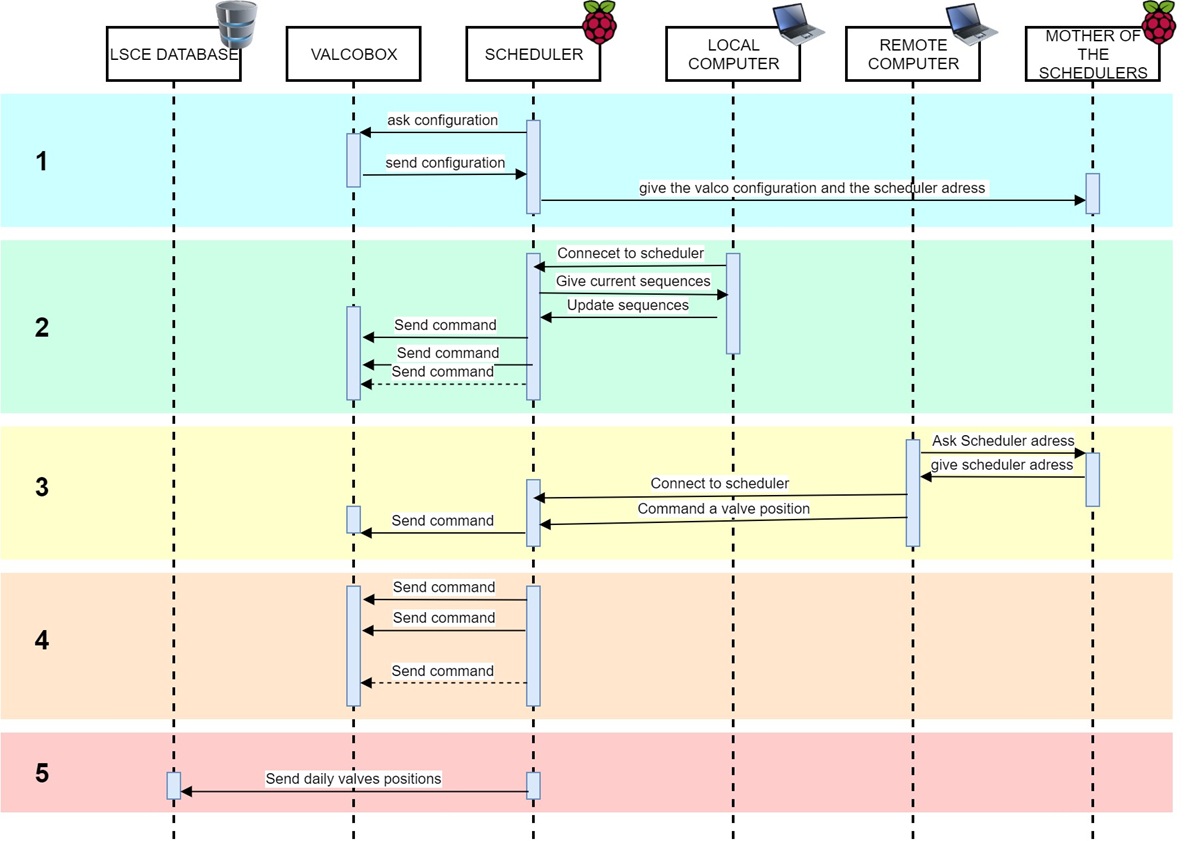 LSCE DATABASE
VALCOBOX
SCHEDULER
LOCAL
COMPUTER
REMOTE
COMPUTER
MOTHER OF
THE
SCHEDULERS
1
ask configuration
send configuration
give the valco configuration and the scheduler adress
2
Connecet to scheduler
Give current sequences
Update sequences
Send command
Send command
Send command
3
Ask Scheduler adress
give scheduler adress
Connect to scheduler
Command a valve position
Send command
4
Send command
Send command
Send command
5
Send daily valves positions